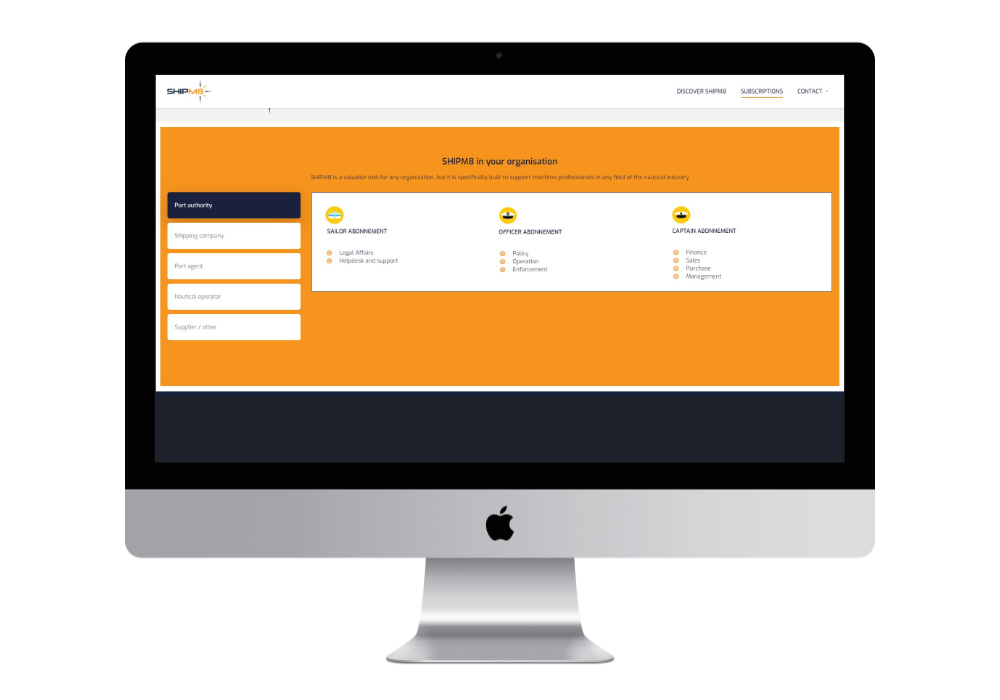 SHIPM8
DISCOVER SHIPM8 SUBSCRIPTIONS CONTACT
SHIPM8 in your organisation
SHIPM8 is a valuable tool for any organization, but it is specifically built to support maritime professionals in any field of the nautical industry
Port authority
Shipping company
Port agent
Nautical operator
Supplier / other
SAILOR ABONNEMENT
Legal Affairs
Helpdesk and support
OFFICER ABONNEMENT
Policy
Operation
Enforcement
CAPTAIN ABONNEMENT
Finance
Sales
Purchase
Management